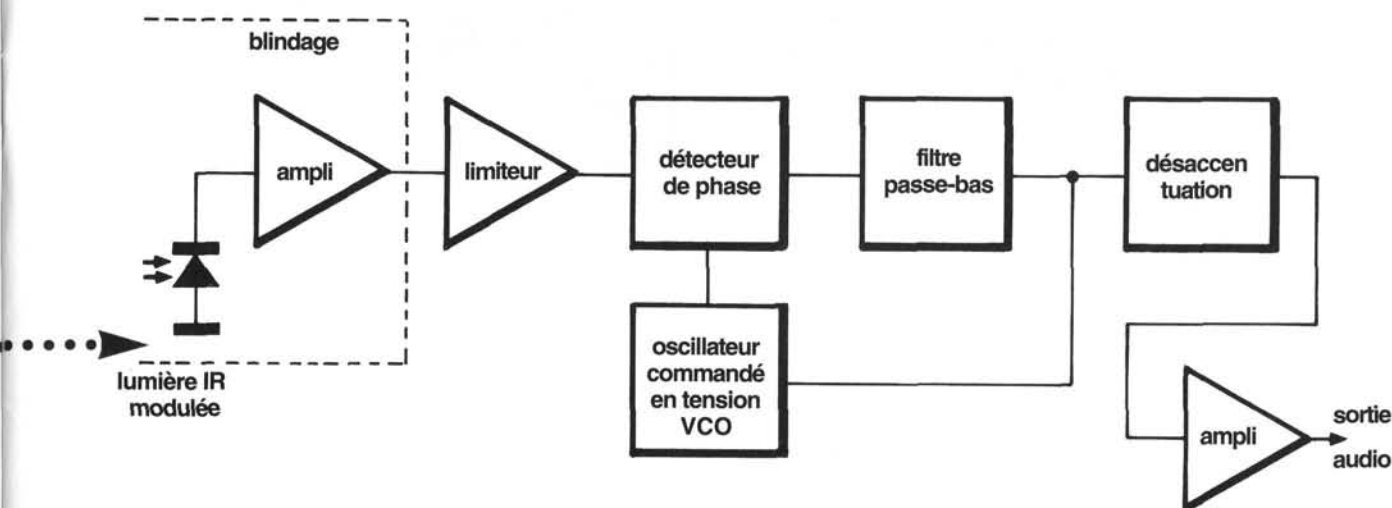 blindage
ampli
limiteur
détecteur
de phase
filtre
passe-bas
désaccen
tuation
lumière IR
modulée
oscillateur
commandé
en tension
VCO
ampli
sortie
audio